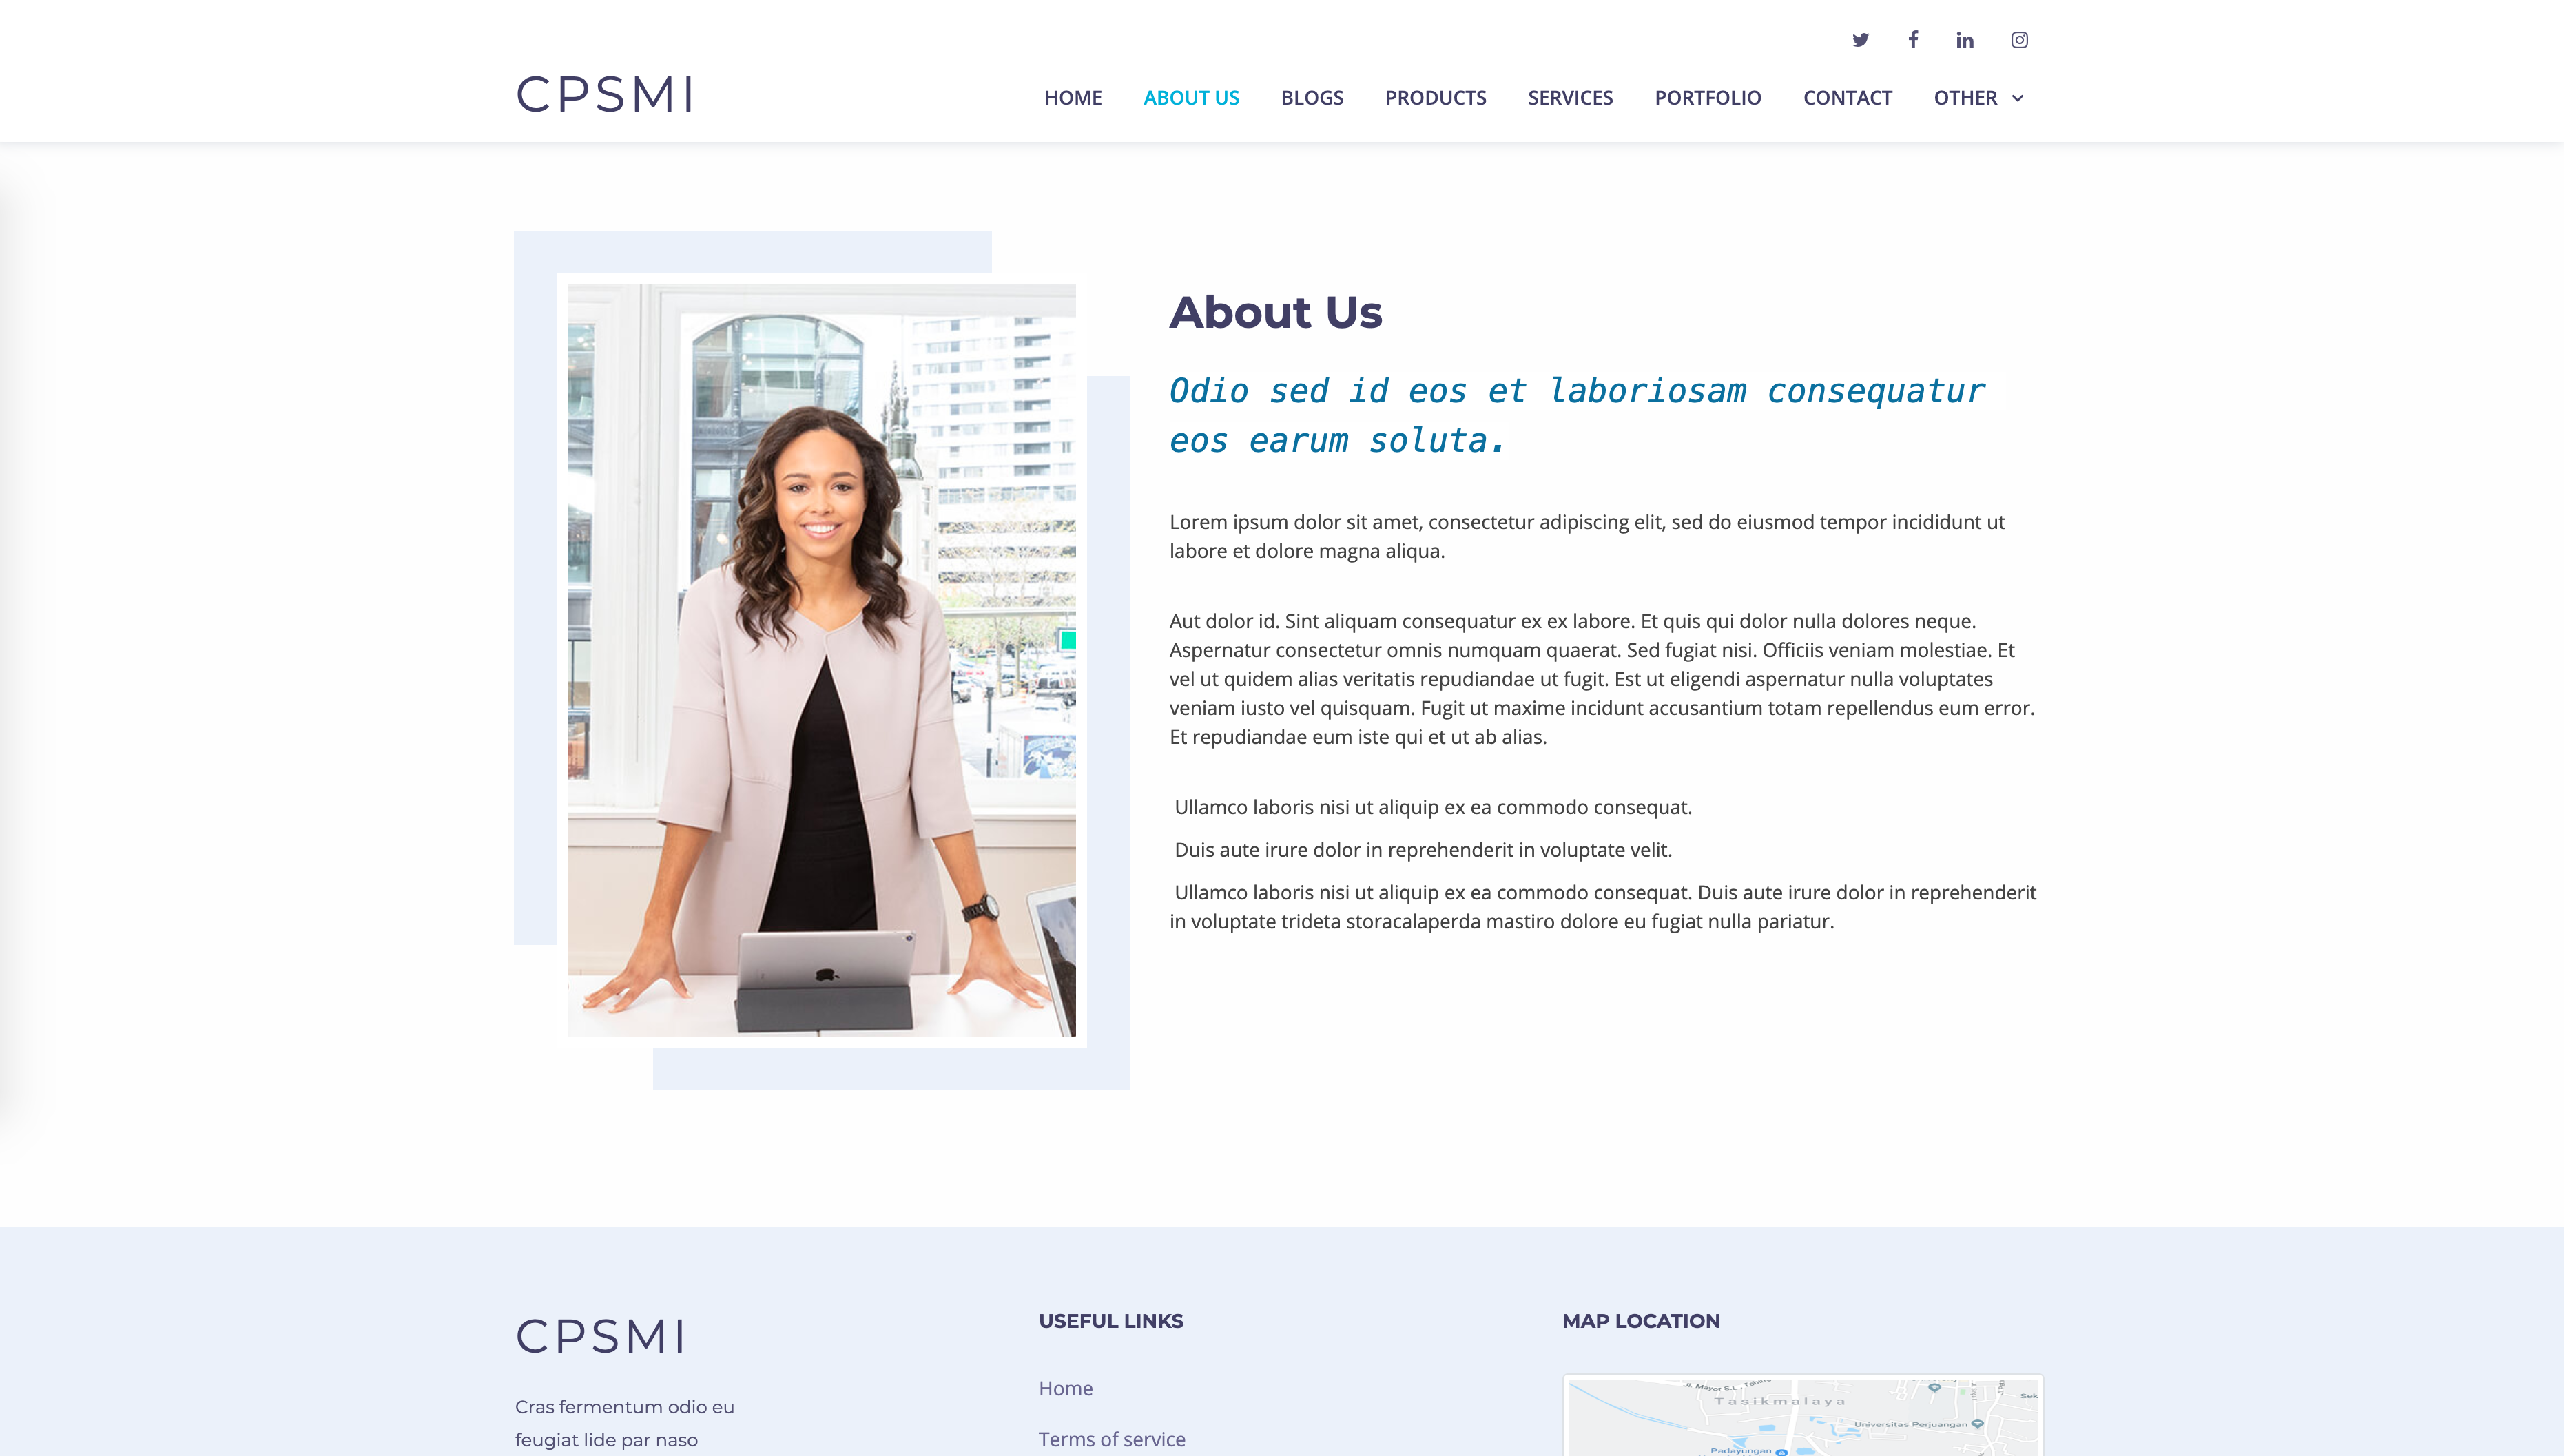 CPSMI
HOME ABOUT US BLOGS PRODUCTS SERVICES PORTFOLIO CONTACT OTHER
About Us
Odio sed id eos et laboriosam consequatur
eos earum soluta.
Lorem ipsum dolor sit amet, consectetur adipiscing elit, sed do eiusmod tempor incididunt ut
labore et dolore magna aliqua.
Aut dolor id. Sint aliquam consequatur ex ex labore. Et quis qui dolor nulla dolores neque.
Aspernatur consectetur omnis numquam quaerat. Sed fugiat nisi. Officiis veniam molestiae. Et
vel ut quidem alias veritatis repudiandae ut fugit. Est ut eligendi aspernatur nulla voluptates
veniam iusto vel quisquam. Fugit ut maxime incidunt accusantium totam repellendus eum error.
Et repudiandae eum iste qui et ut ab alias.
Ullamco laboris nisi ut aliquip ex ea commodo consequat.
Duis aute irure dolor in reprehenderit in voluptate velit.
Ullamco laboris nisi ut aliquip ex ea commodo consequat. Duis aute irure dolor in reprehenderit
in voluptate trideta storacalaperda mastiro dolore eu fugiat nulla pariatur.
CPSMI
Cras fermentum odio eu
feugiat lide par naso
USEFUL LINKS
Home
Terms of service
MAP LOCATION
Jl. Mayor S.L.
Tasikmalaya
Sek
Universitas Perjuangan
Padayungan